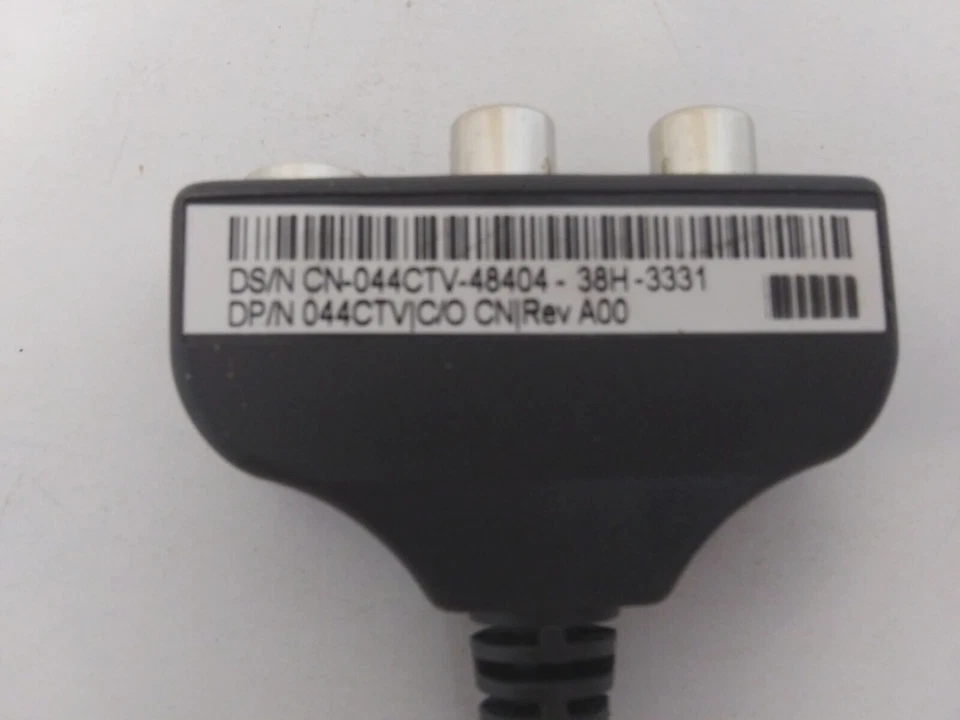 DS/N CN-044CTV-48404 - 38H -3331
DP/N 044CTV|C/O CN|Rev A00